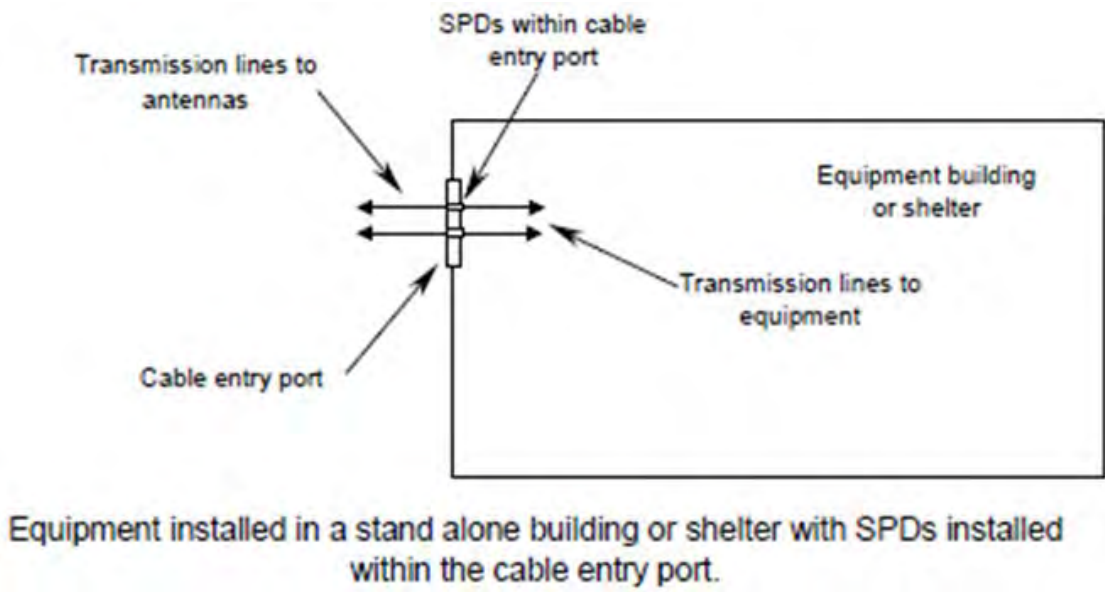 SPDs within cable
entry port
Transmission lines to
antennas
Equipment building
or shelter
Transmission lines to
equipment
Cable entry port
Equipment installed in a stand alone building or shelter with SPDs installed
within the cable entry port.